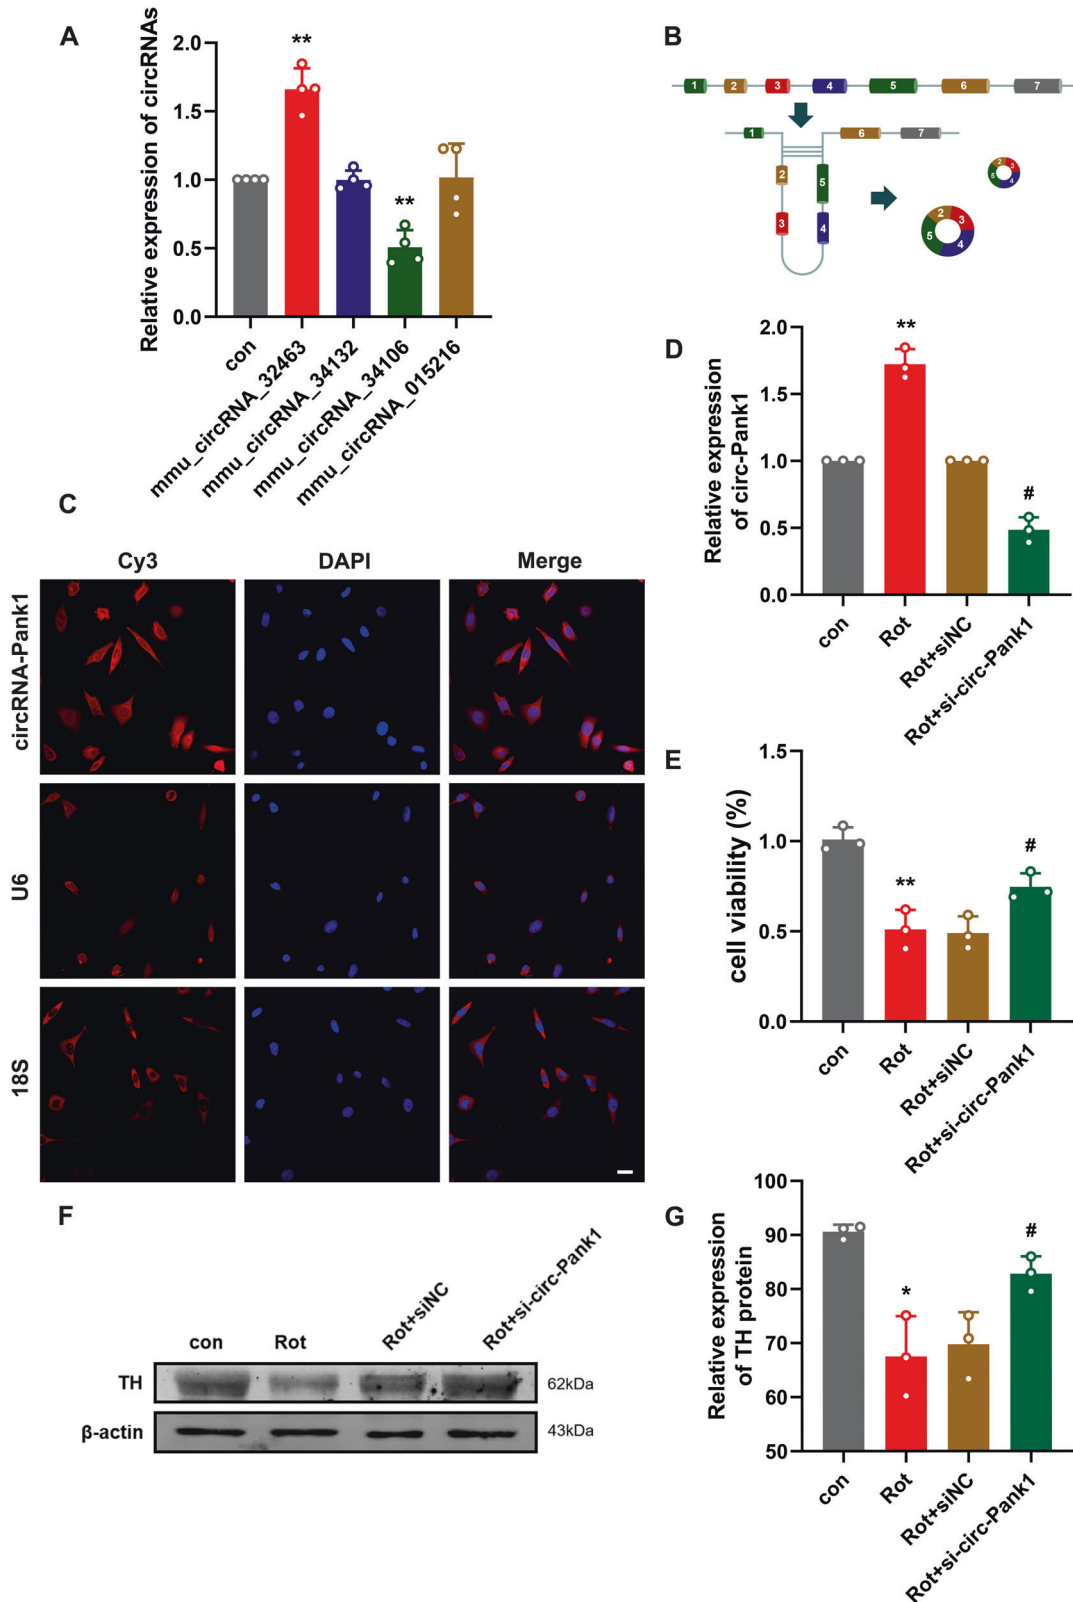 A
Relative expression of circRNAs
2.0
1.5
1.0
0.5
0.0
**
**
con
mmu_circRNA_32463
mmu_circRNA_34132
mmu_circRNA_34106
mmu_circRNA_015216
B
1 2 3 4 5 6 7
1 6 7
2 5
3 4
2 3 4 5
2 3 4 5
C
Cy3 DAPI Merge
circRNA-Pank1
U6
18S
D
Relative expression
of circ-Pank1
2.0
1.5
1.0
0.5
0.0
**
#
con
Rot
Rot+siNC
Rot+si-circ-Pank1
E
cell viability (%)
1.5
1.0
0.5
0.0
**
#
con
Rot
Rot+siNC
Rot+si-circ-Pank1
F
con Rot Rot+siNC Rot+si-circ-Pank1
TH 62kDa
β-actin 43kDa
G
Relative expression
of TH protein
100
90
80
70
60
50
*
#
con
Rot
Rot+siNC
Rot+si-circ-Pank1